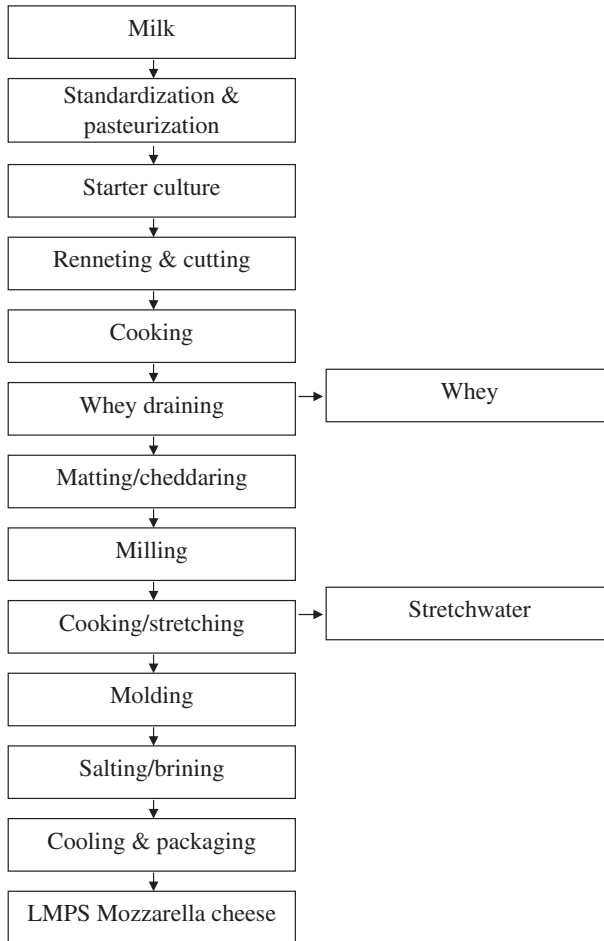 Milk
Standardization &
pasteurization
Starter culture
Renneting & cutting
Cooking
Whey draining
Whey
Matting/cheddaring
Milling
Cooking/stretching
Stretchwater
Molding
Salting/brining
Cooling & packaging
LMPS Mozzarella cheese